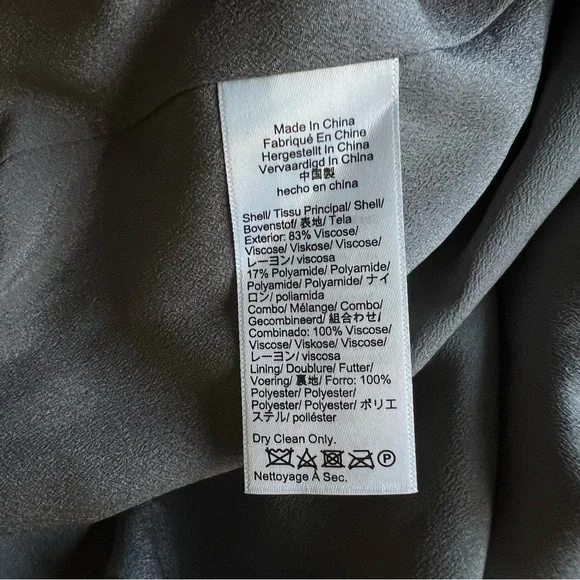 Made In China
Fabriqué En Chine
Hergestellt In China
Vervaardigd In China
中国製
hecho en china
Shell/ Tissu Principal/ Shell/
Bovenstof/ 表地/ Tela
Exterior: 83% Viscose/
Viscose/ Viskose/ Viscose/
レーヨン/ viscosa
17% Polyamide/ Polyamide/
Polyamid/ Polyamide/ ナイ
ロン/ poliamida
Combo/ Mélange/ Combo/
Gecombineerd/ 組合わせ/
Combinado: 100% Viscose/
Viscose/ Viskose/ Viscose/
レーヨン/ viscosa
Lining/ Doublure/ Futter/
Voering/ 裏地/ Forro: 100%
Polyester/ Polyester/
Polyester/ Polyester/ ポリエ
ステル/ poliéster
Dry Clean Only.
P
Nettoyage À Sec.